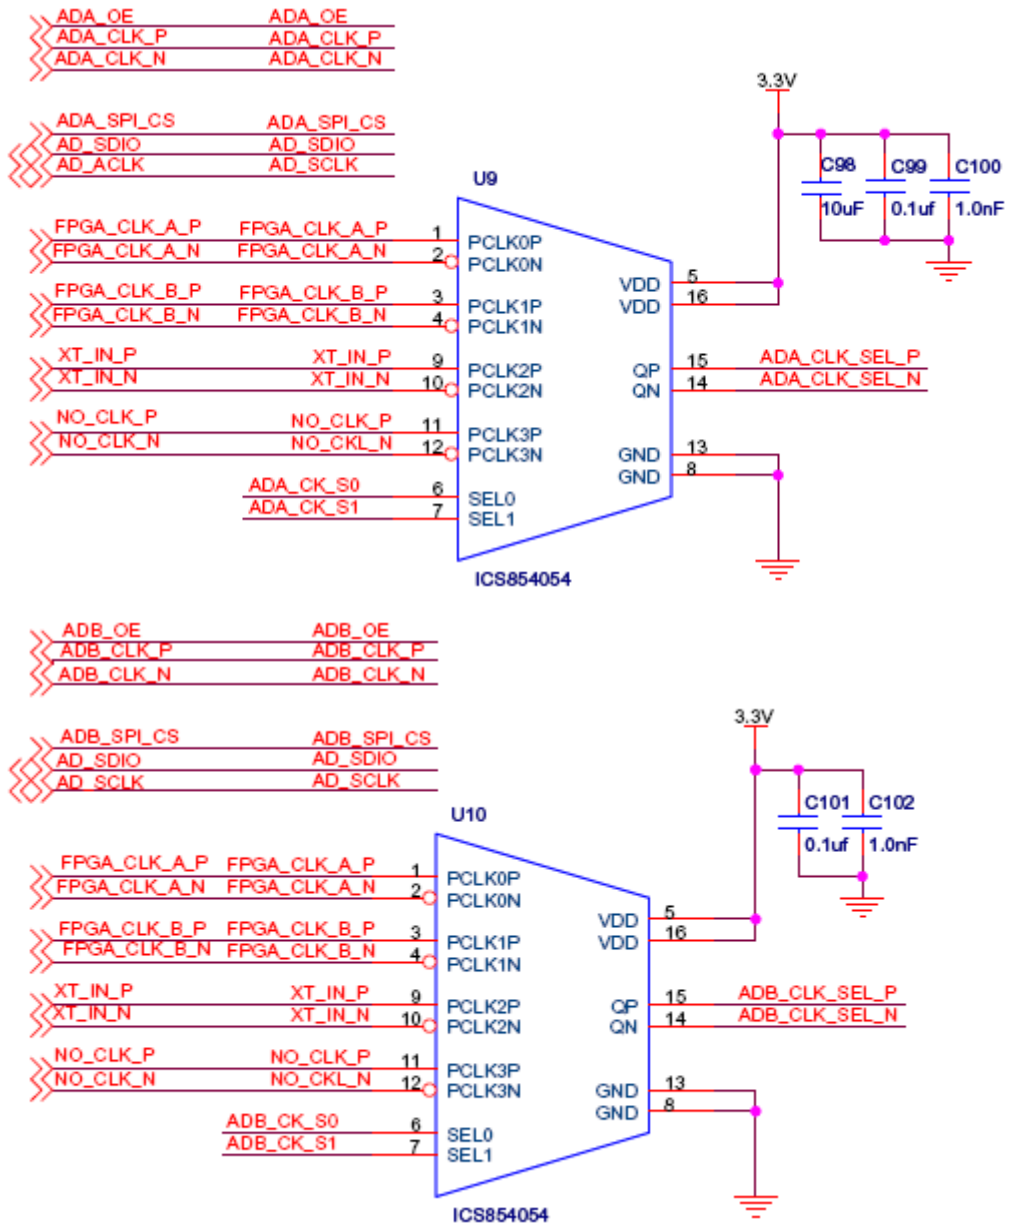 ADA_OE ADA_OE
ADA_CLK_P ADA_CLK_P
ADA_CLK_N ADA_CLK_N
3.3V
ADA_SPI_CS ADA_SPI_CS
AD_SDIO AD_SDIO
AD_ACLK AD_SCLK
C98 C99 C100
10uF 0.1uf 1.0nF
U9
FPGA_CLK_A_P FPGA_CLK_A_P 1 PCLK0P
FPGA_CLK_A_N FPGA_CLK_A_N 2 PCLK0N
VDD 5
FPGA_CLK_B_P FPGA_CLK_B_P 3 PCLK1P VDD 16
FPGA_CLK_B_N FPGA_CLK_B_N 4 PCLK1N
XT_IN_P XT_IN_P 9 PCLK2P QP 15 ADA_CLK_SEL_P
XT_IN_N XT_IN_N 10 PCLK2N QN 14 ADA_CLK_SEL_N
NO_CLK_P NO_CLK_P 11 PCLK3P
NO_CLK_N NO_CKL_N 12 PCLK3N GND 13
GND 8
ADA_CK_S0 6 SEL0
ADA_CK_S1 7 SEL1
ICS854054
ADB_OE ADB_OE
ADB_CLK_P ADB_CLK_P
ADB_CLK_N ADB_CLK_N
3.3V
ADB_SPI_CS ADB_SPI_CS
AD_SDIO AD_SDIO
AD_SCLK AD_SCLK
C101 C102
0.1uf 1.0nF
U10
FPGA_CLK_A_P FPGA_CLK_A_P 1 PCLK0P
FPGA_CLK_A_N FPGA_CLK_A_N 2 PCLK0N
VDD 5
FPGA_CLK_B_P FPGA_CLK_B_P 3 PCLK1P VDD 16
FPGA_CLK_B_N FPGA_CLK_B_N 4 PCLK1N
XT_IN_P XT_IN_P 9 PCLK2P QP 15 ADB_CLK_SEL_P
XT_IN_N XT_IN_N 10 PCLK2N QN 14 ADB_CLK_SEL_N
NO_CLK_P NO_CLK_P 11 PCLK3P
NO_CLK_N NO_CKL_N 12 PCLK3N GND 13
GND 8
ADB_CK_S0 6 SEL0
ADB_CK_S1 7 SEL1
ICS854054